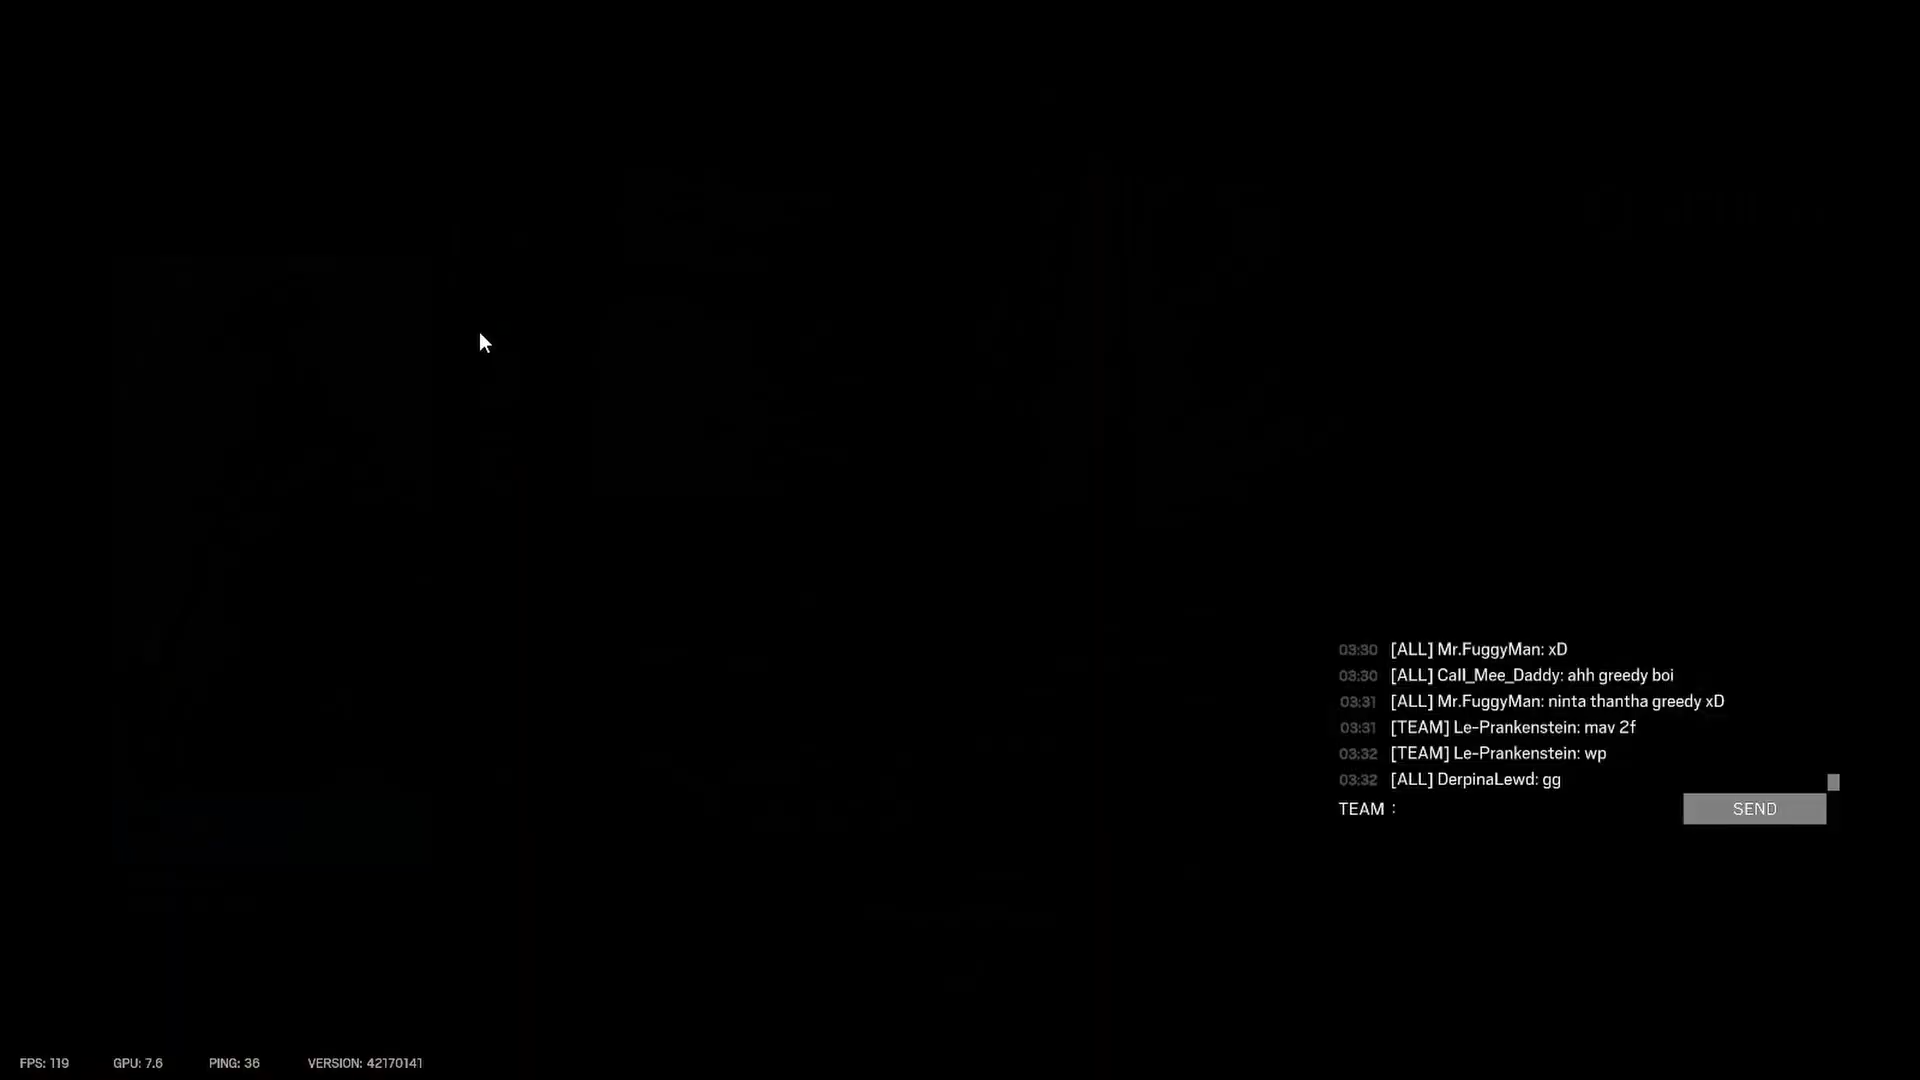 03:30 [ALL] Mr.FuggyMan: xD
03:30 [ALL] Call_Mee_Daddy: ahh greedy boi
03:31 [ALL] Mr.FuggyMan: ninta thantha greedy xD
03:31 [TEAM] Le-Prankenstein: mav 2f
03:32 [TEAM] Le-Prankenstein: wp
03:32 [ALL] DerpinaLewd: gg
TEAM : SEND
FPS: 119 GPU: 7.6 PING: 36 VERSION: 42170141